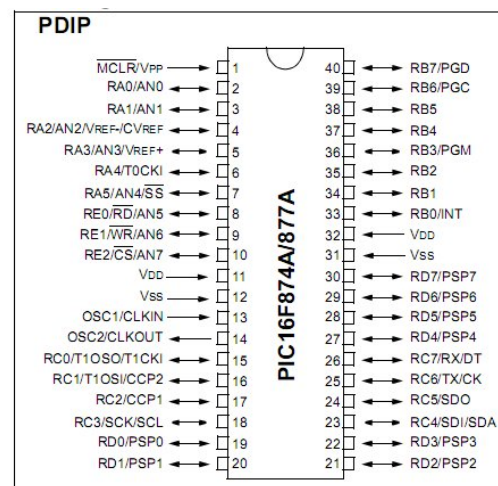 PDIP
MCLR/VPP 1 40 RB7/PGD
RA0/AN0 2 39 RB6/PGC
RA1/AN1 3 38 RB5
RA2/AN2/VREF-/CVREF 4 37 RB4
RA3/AN3/VREF+ 5 36 RB3/PGM
RA4/T0CKI 6 35 RB2
RA5/AN4/SS 7 34 RB1
RE0/RD/AN5 8 33 RB0/INT
RE1/WR/AN6 9 32 VDD
RE2/CS/AN7 10 31 VSS
VDD 11 30 RD7/PSP7
VSS 12 29 RD6/PSP6
OSC1/CLKIN 13 28 RD5/PSP5
OSC2/CLKOUT 14 27 RD4/PSP4
RC0/T1OSO/T1CKI 15 26 RC7/RX/DT
RC1/T1OSI/CCP2 16 25 RC6/TX/CK
RC2/CCP1 17 24 RC5/SDO
RC3/SCK/SCL 18 23 RC4/SDI/SDA
RD0/PSP0 19 22 RD3/PSP3
RD1/PSP1 20 21 RD2/PSP2
PIC16F874A/877A